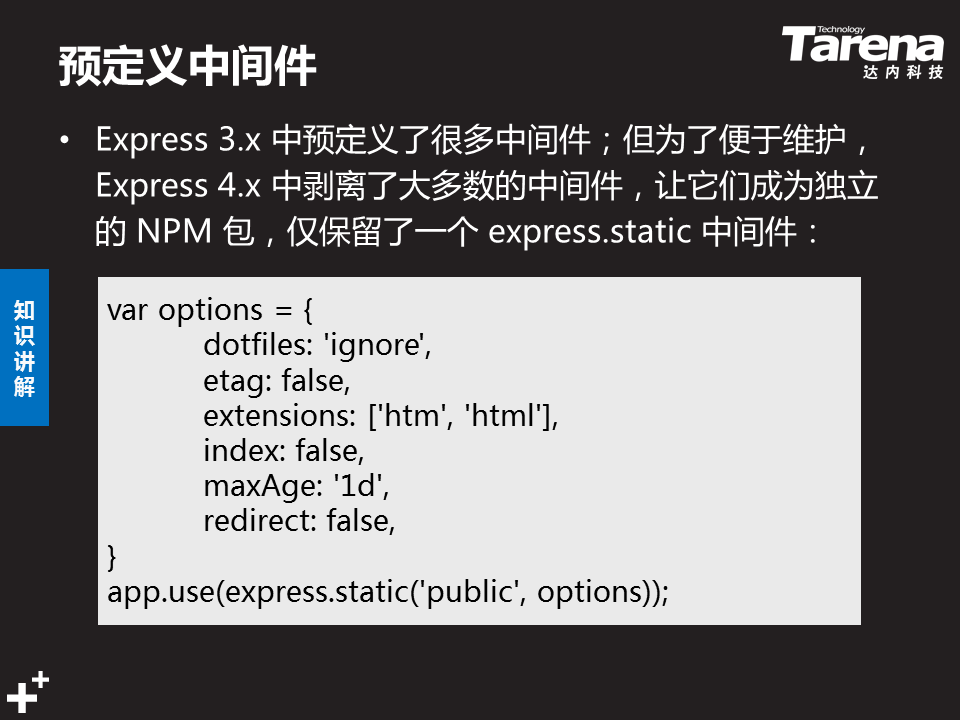 预定义中间件
Technology
Tarena
达内科技
• Express 3.x 中预定义了很多中间件；但为了便于维护，
Express 4.x 中剥离了大多数的中间件，让它们成为独立
的 NPM 包，仅保留了一个 express.static 中间件：
知
识
讲
解
var options = {
dotfiles: 'ignore',
etag: false,
extensions: ['htm', 'html'],
index: false,
maxAge: '1d',
redirect: false,
}
app.use(express.static('public', options));